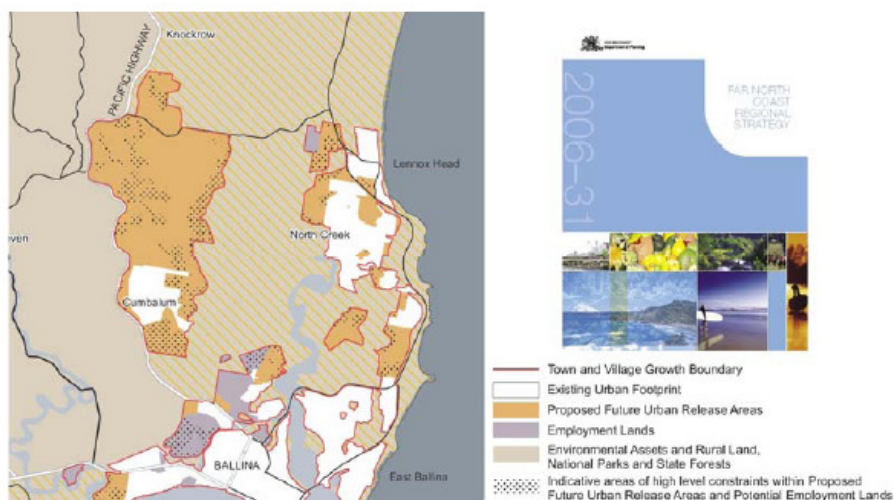 Knockrow
PACIFIC HIGHWAY
Lennox Head
North Creek
Cumbalum
BALLINA
East Ballina
Department of Planning
2006–31
FAR NORTH
COAST
REGIONAL
STRATEGY
Town and Village Growth Boundary
Existing Urban Footprint
Proposed Future Urban Release Areas
Employment Lands
Environmental Assets and Rural Land,
National Parks and State Forests
Indicative areas of high level constraints within Proposed
Future Urban Release Areas and Potential Employment Lands